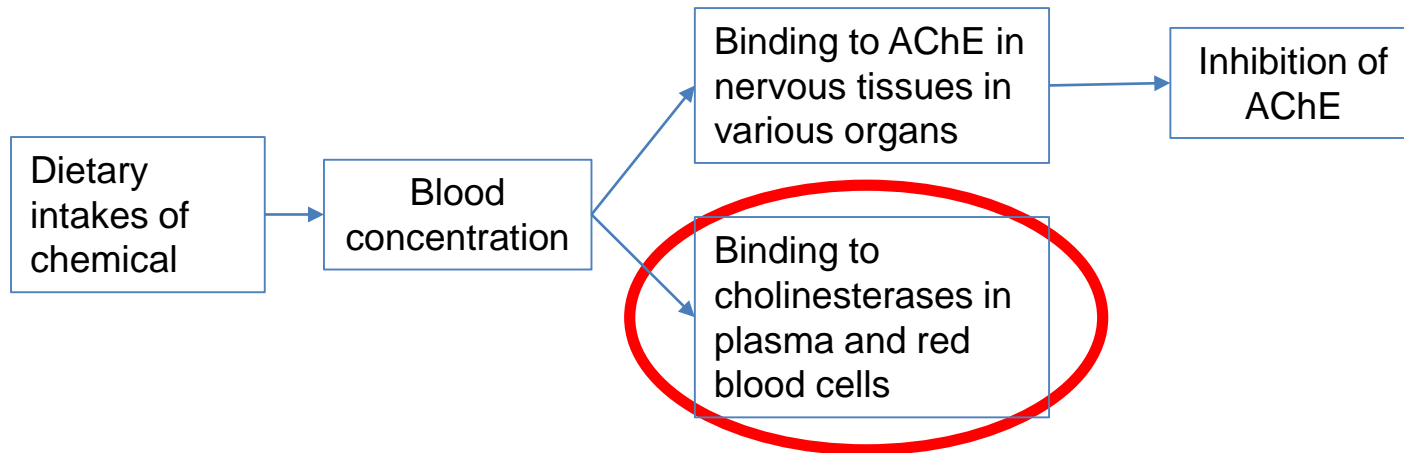 Dietary
intakes of
chemical
Blood
concentration
Binding to AChE in
nervous tissues in
various organs
Inhibition of
AChE
Binding to
cholinesterases in
plasma and red
blood cells